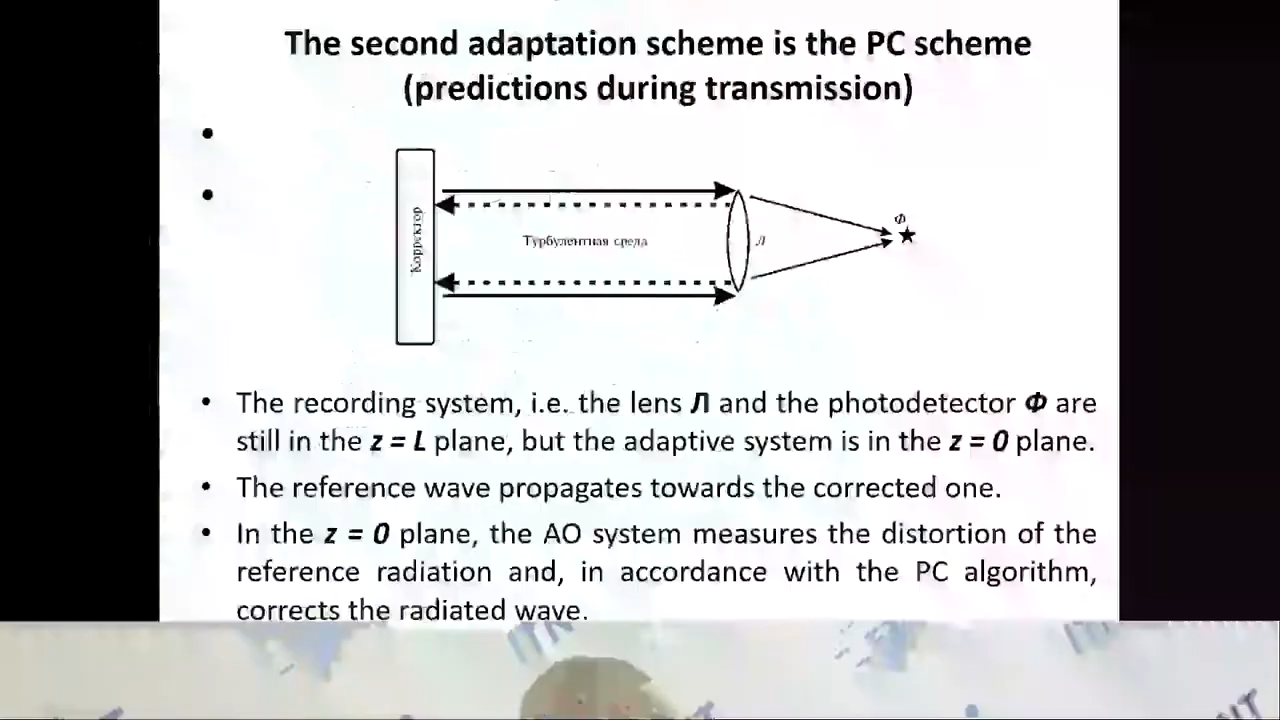 The second adaptation scheme is the PC scheme
(predictions during transmission)
Корректор
Турбулентная среда
Л
Ф
• The recording system, i.e. the lens Л and the photodetector Ф are
still in the z = L plane, but the adaptive system is in the z = 0 plane.
• The reference wave propagates towards the corrected one.
• In the z = 0 plane, the AO system measures the distortion of the
reference radiation and, in accordance with the PC algorithm,
corrects the radiated wave.